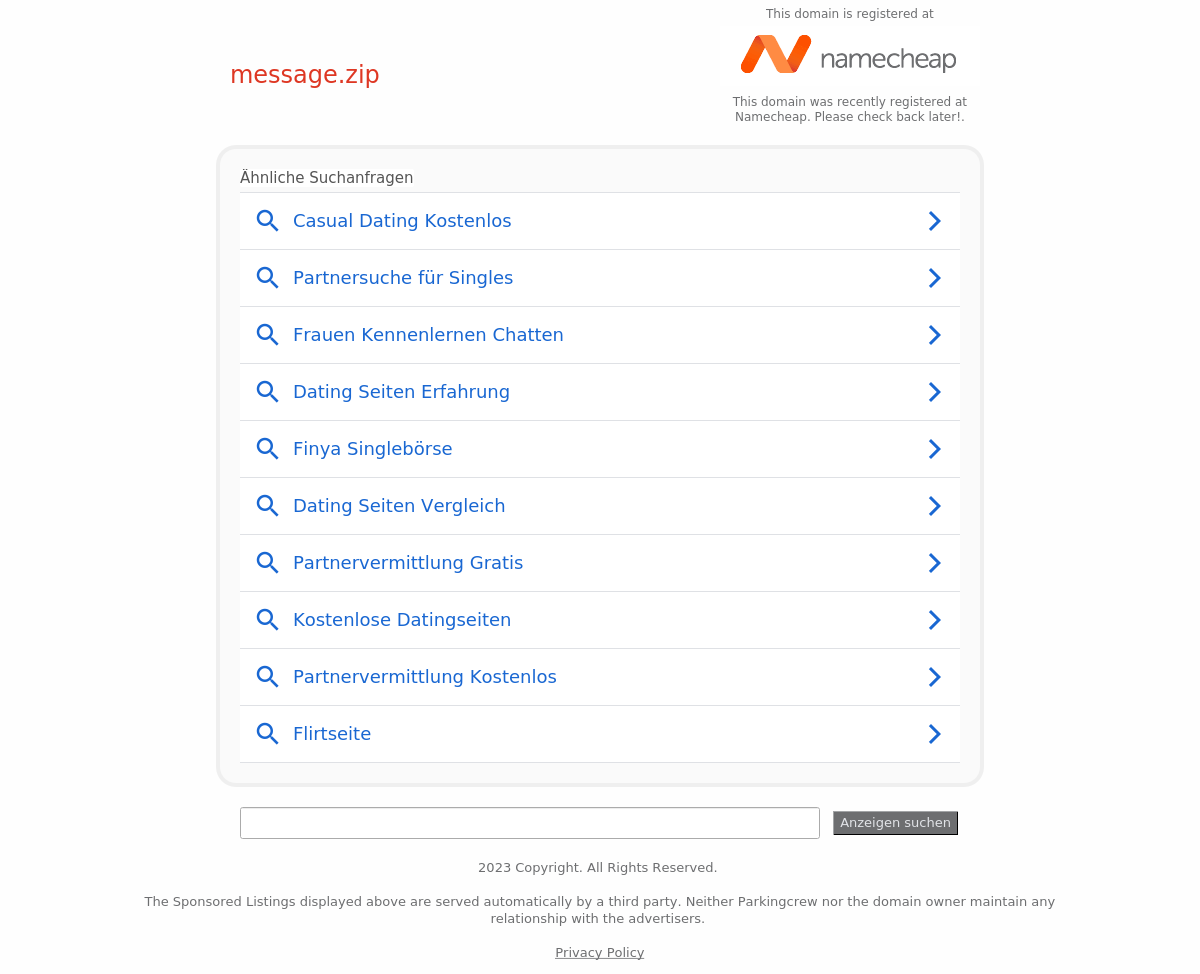 This domain is registered at
namecheap
message.zip
This domain was recently registered at
Namecheap. Please check back later!.
Ähnliche Suchanfragen
Casual Dating Kostenlos
Partnersuche für Singles
Frauen Kennenlernen Chatten
Dating Seiten Erfahrung
Finya Singlebörse
Dating Seiten Vergleich
Partnervermittlung Gratis
Kostenlose Datingseiten
Partnervermittlung Kostenlos
Flirtseite
Anzeigen suchen
2023 Copyright. All Rights Reserved.
The Sponsored Listings displayed above are served automatically by a third party. Neither Parkingcrew nor the domain owner maintain any
relationship with the advertisers.
Privacy Policy